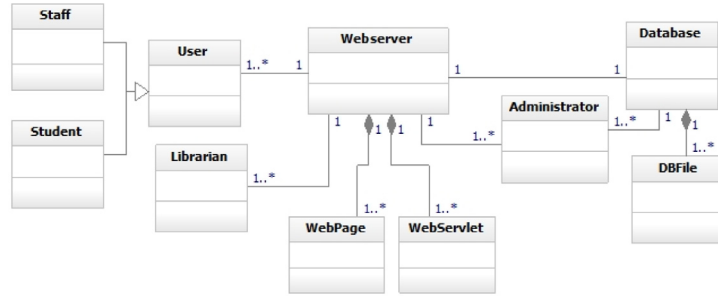 Staff
User
Webserver
Database
1..*
1
1
1
Administrator
Student
Librarian
1
1
1
1
1..*
1..*
1
1
1..*
1..*
DBFile
1..*
1..*
WebPage
WebServlet